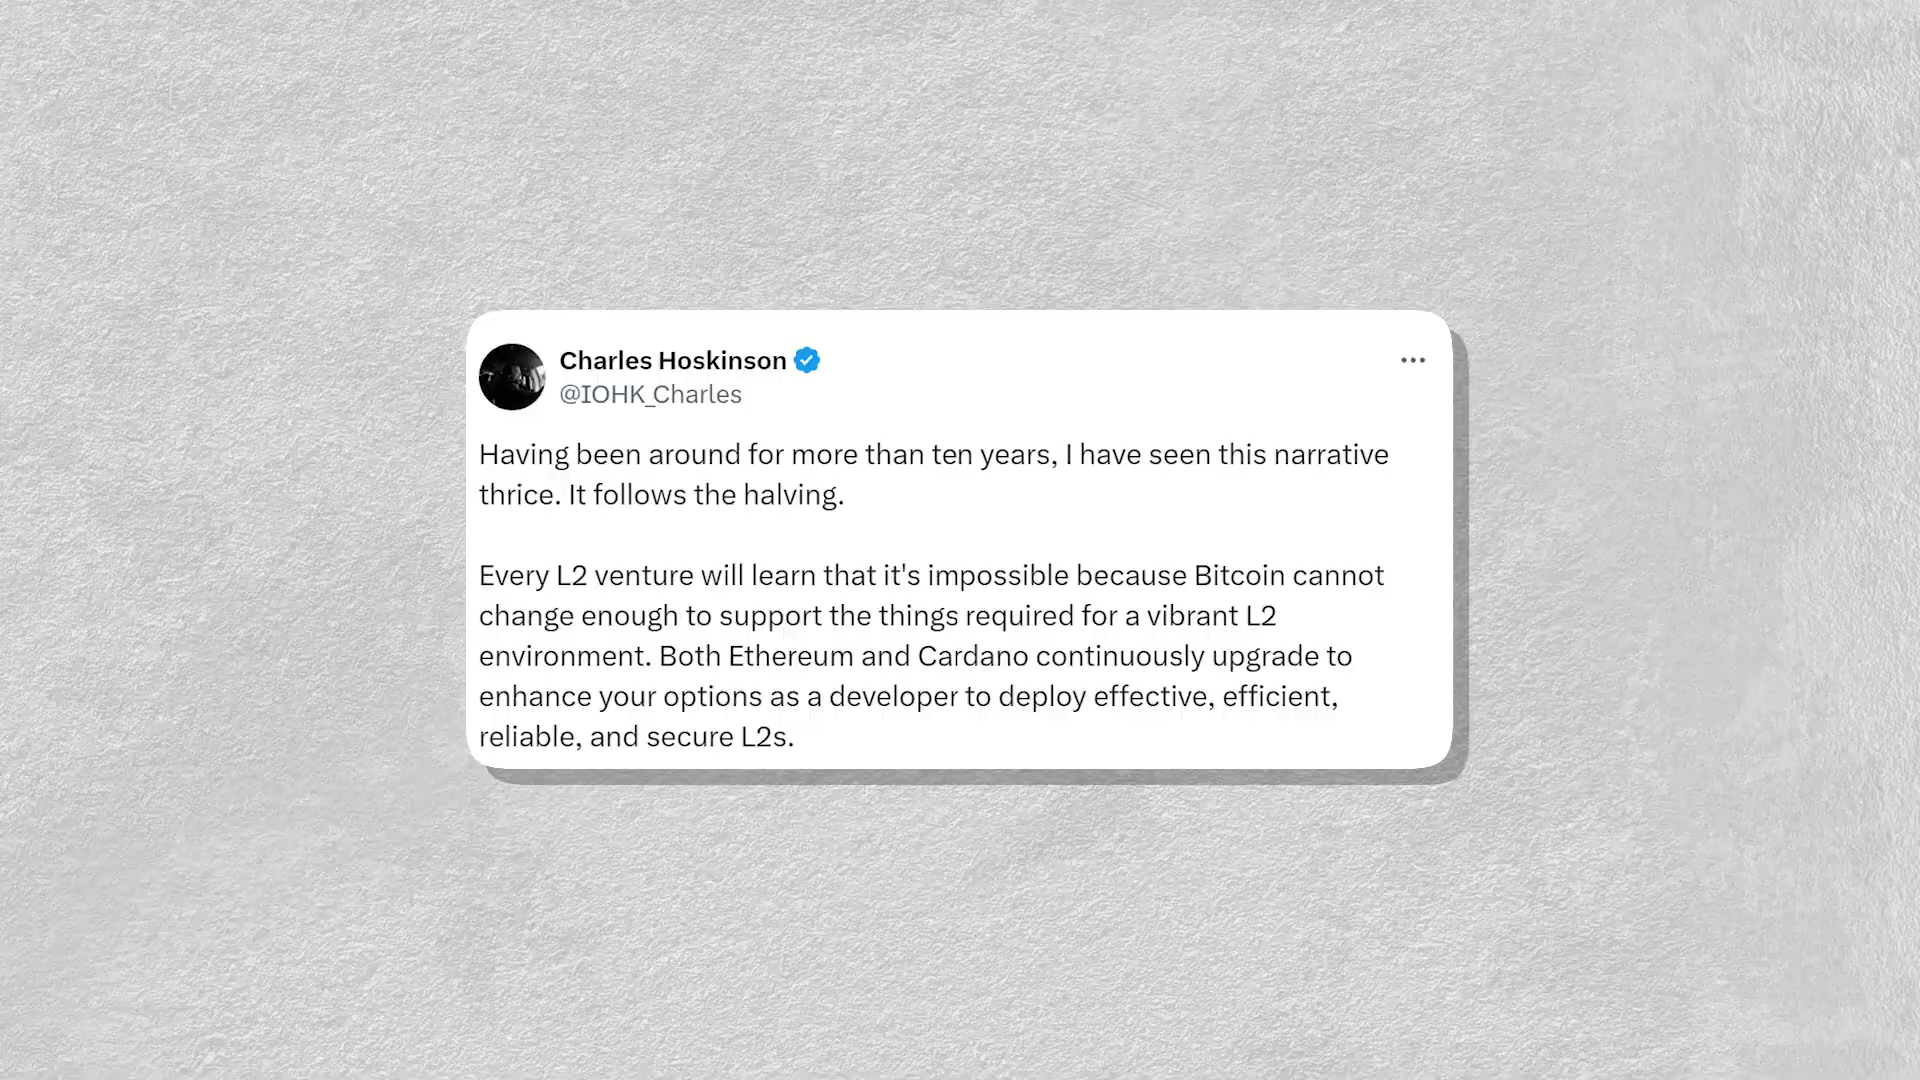 Charles Hoskinson
@IOHK_Charles
Having been around for more than ten years, I have seen this narrative
thrice. It follows the halving.
Every L2 venture will learn that it's impossible because Bitcoin cannot
change enough to support the things required for a vibrant L2
environment. Both Ethereum and Cardano continuously upgrade to
enhance your options as a developer to deploy effective, efficient,
reliable, and secure L2s.